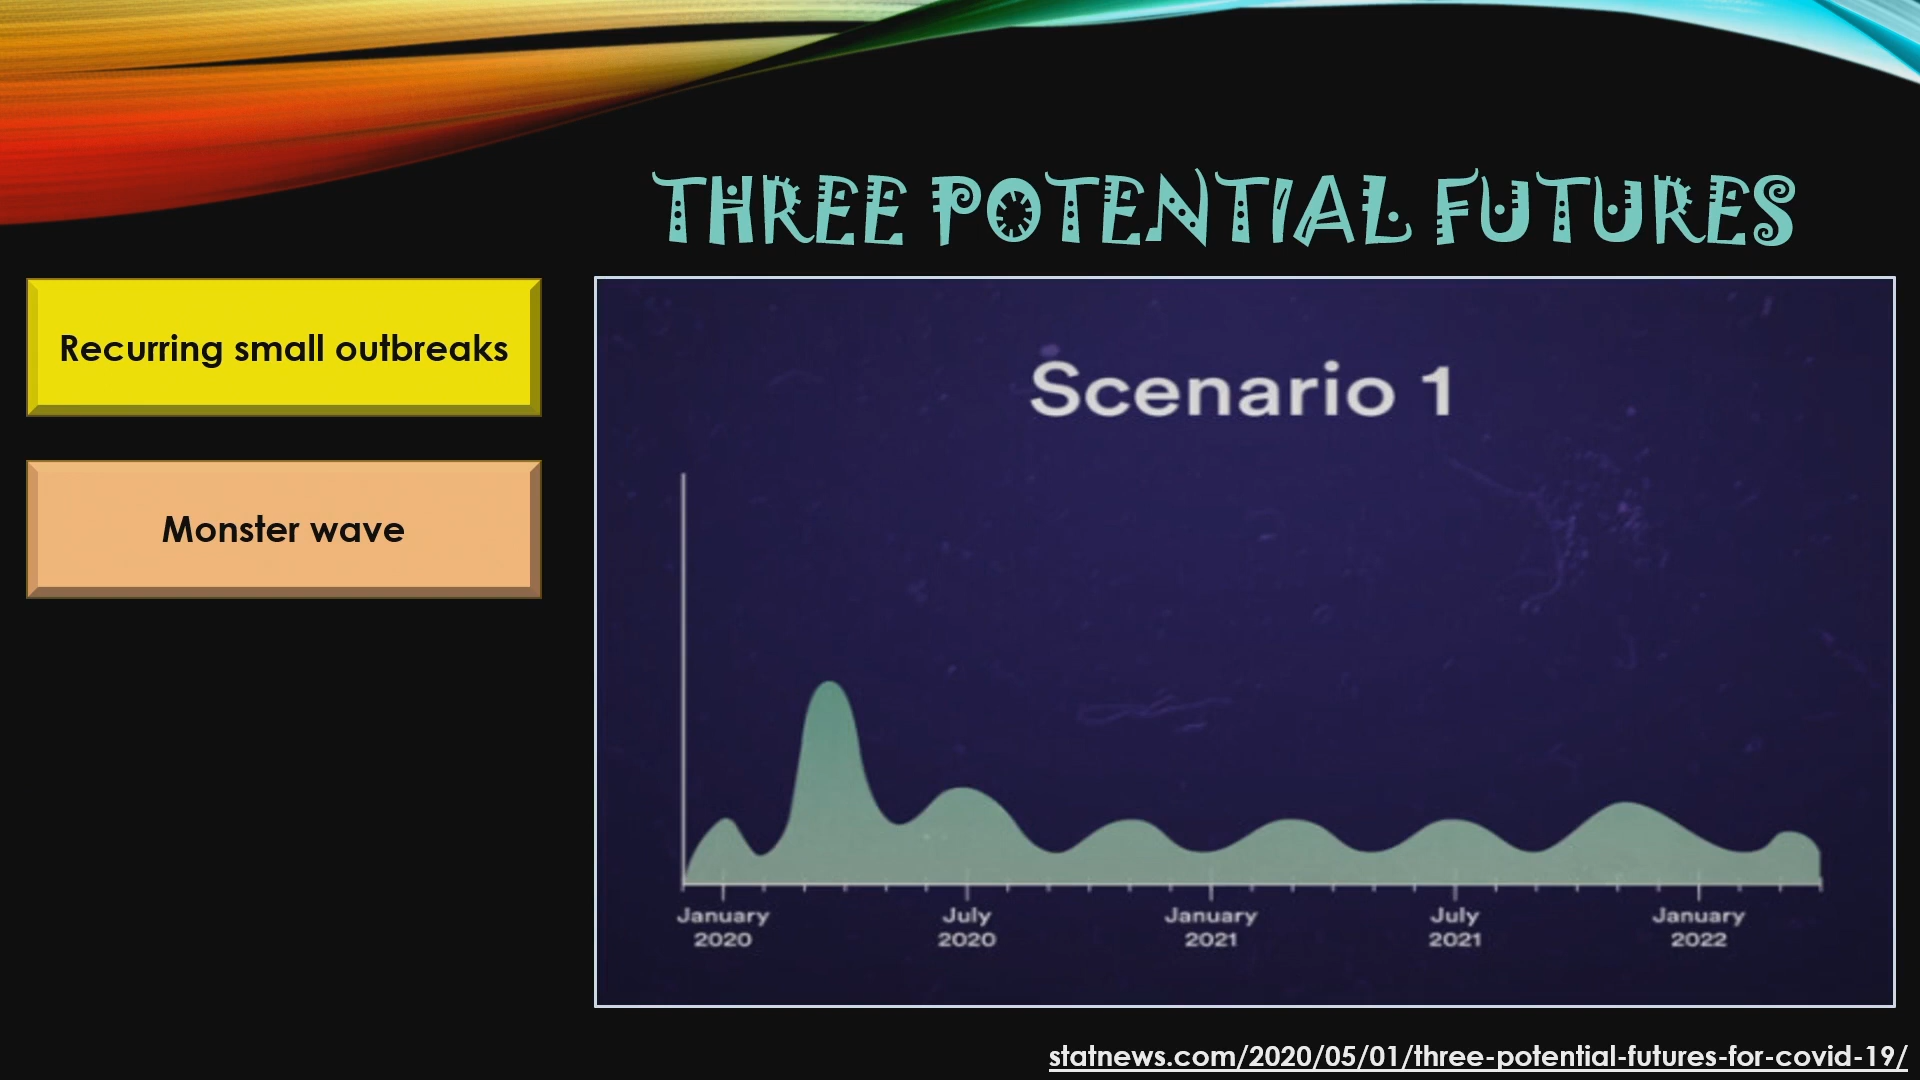 THREE POTENTIAL FUTURES
Recurring small outbreaks
Monster wave
Scenario 1
January 2020
July 2020
January 2021
July 2021
January 2022
statnews.com/2020/05/01/three-potential-futures-for-covid-19/